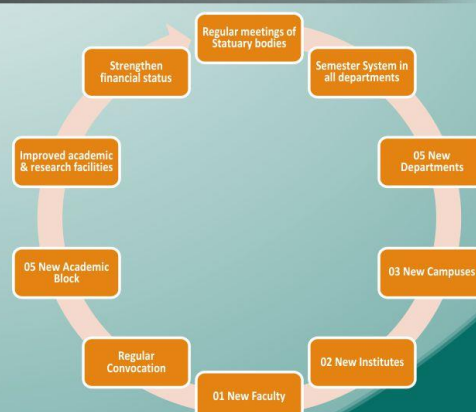 Regular meetings of
Statuary bodies
Semester System in
all departments
05 New
Departments
03 New Campuses
02 New Institutes
01 New Faculty
Regular
Convocation
05 New Academic
Block
Improved academic
& research facilities
Strengthen
financial status